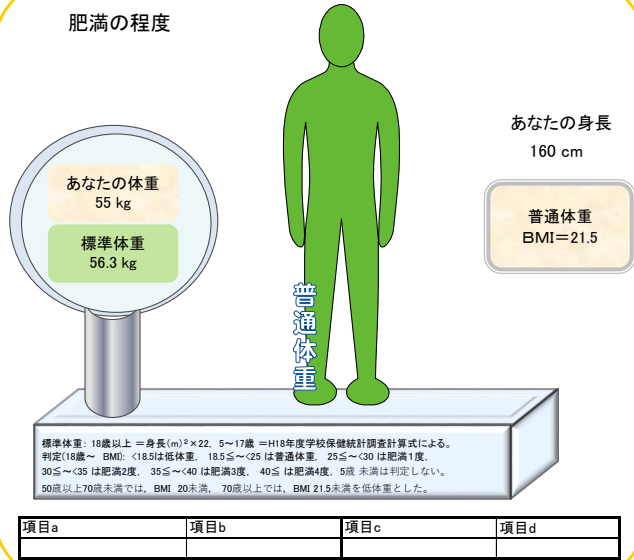 肥満の程度
あなたの身長
160 cm
あなたの体重
55 kg
標準体重
56.3 kg
普通体重
BMI=21.5
普通体重
標準体重: 18歳以上 =身長(m)²×22, 5~17歳 =H18年度学校保健統計調査計算式による。
判定(18歳~ BMI): <18.5は低体重, 18.5≦~<25 は普通体重, 25≦~<30 は肥満1度,
30≦~<35 は肥満2度, 35≦~<40 は肥満3度, 40≦ は肥満4度, 5歳 未満は判定しない。
50歳以上70歳未満では, BMI 20未満, 70歳以上では, BMI 21.5未満を低体重とした。
項目a 項目b 項目c 項目d